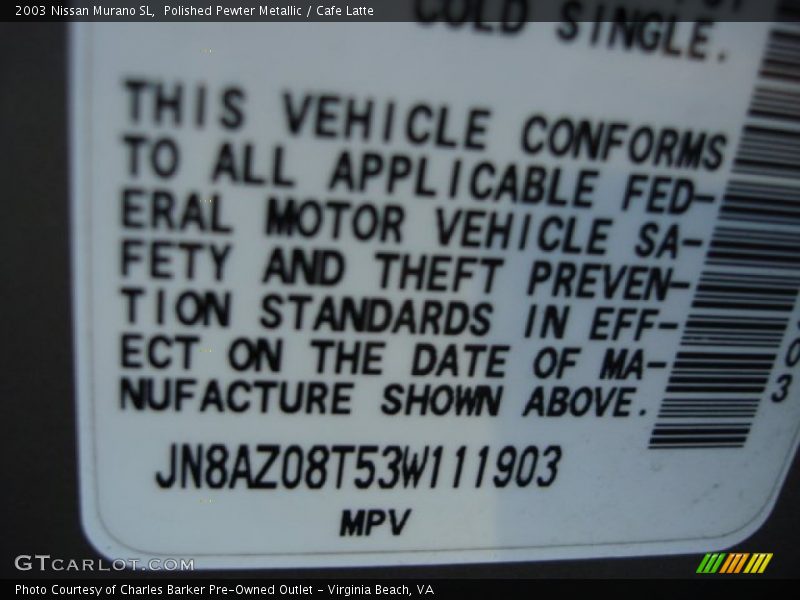 2003 Nissan Murano SL,  Polished Pewter Metallic / Cafe Latte
COLD SINGLE.
THIS VEHICLE CONFORMS
TO ALL APPLICABLE FED-
ERAL MOTOR VEHICLE SA-
FETY AND THEFT PREVEN-
TION STANDARDS IN EFF-
ECT ON THE DATE OF MA-
NUFACTURE SHOWN ABOVE.
JN8AZ08T53W111903
MPV
03
GTCARLOT.COM
Photo Courtesy of Charles Barker Pre-Owned Outlet - Virginia Beach, VA